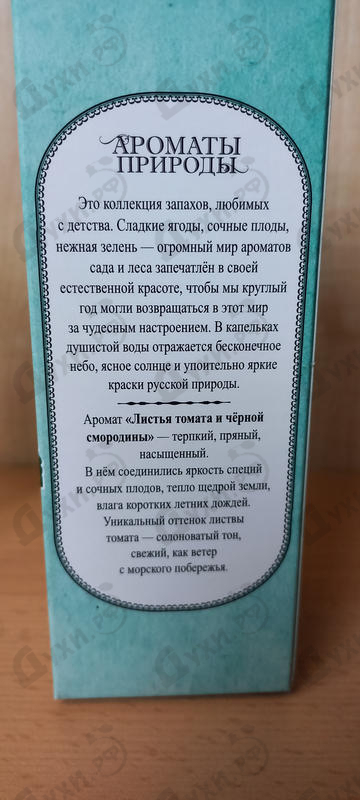 АРОМАТЫ
ПРИРОДЫ
Это коллекция запахов, любимых
с детства. Сладкие ягоды, сочные плоды,
нежная зелень — огромный мир ароматов
сада и леса запечатлён в своей
естественной красоте, чтобы мы круглый
год могли возвращаться в этот мир
за чудесным настроением. В капельках
душистой воды отражается бесконечное
небо, ясное солнце и упоительно яркие
краски русской природы.
Аромат «Листья томата и чёрной
смородины» — терпкий, пряный,
насыщенный.
В нём соединились яркость специй
и сочных плодов, тепло щедрой земли,
влага коротких летних дождей.
Уникальный оттенок листвы
томата — солоноватый тон,
свежий, как ветер
с морского побережья.